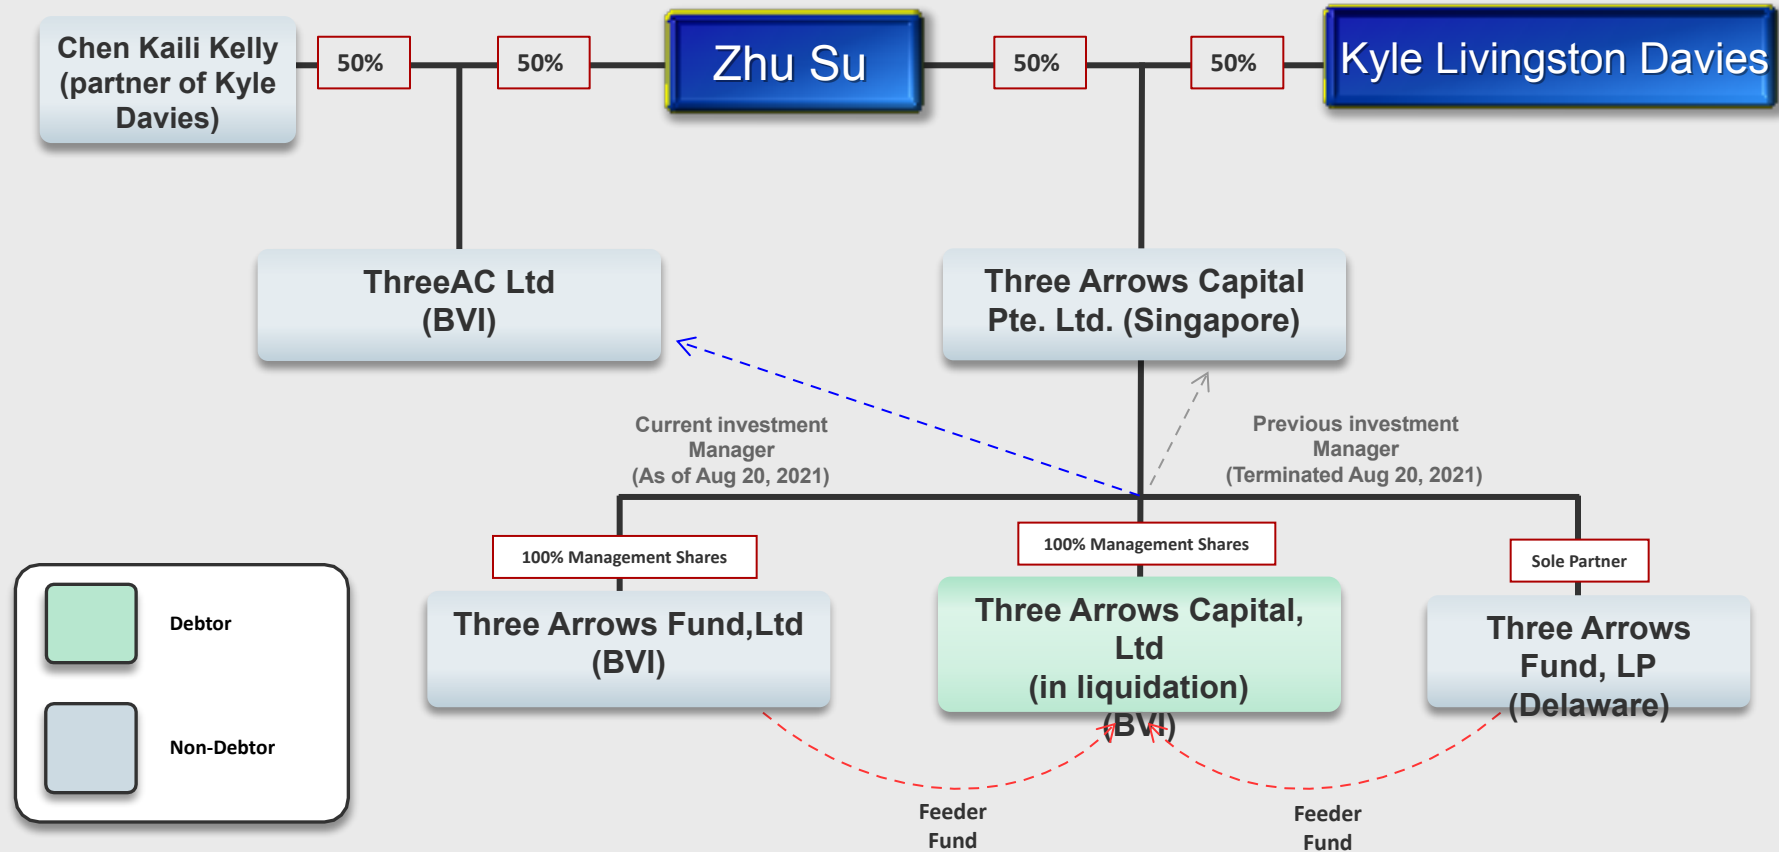 Chen Kaili Kelly
(partner of Kyle
Davies)
50%
50%
Zhu Su
50%
50%
Kyle Livingston Davies
ThreeAC Ltd
(BVI)
Three Arrows Capital
Pte. Ltd. (Singapore)
Current investment
Manager
(As of Aug 20, 2021)
Previous investment
Manager
(Terminated Aug 20, 2021)
100% Management Shares
100% Management Shares
Sole Partner
Three Arrows Fund,Ltd
(BVI)
Three Arrows Capital,
Ltd
(in liquidation)
(BVI)
Three Arrows
Fund, LP
(Delaware)
Debtor
Non-Debtor
Feeder
Fund
Feeder
Fund